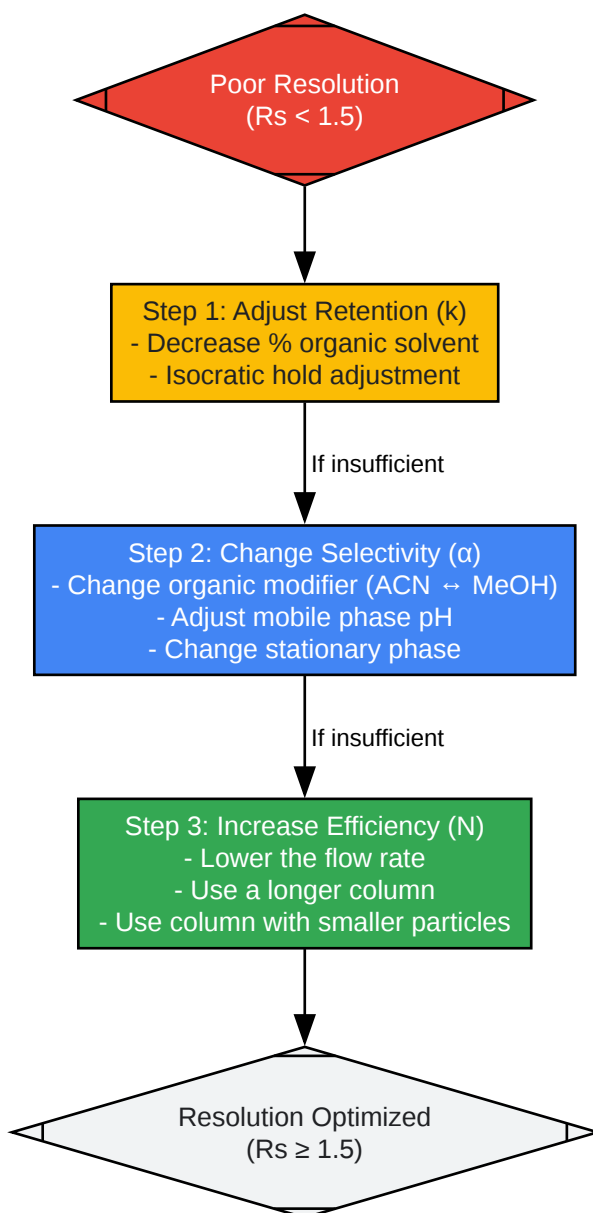 Poor Resolution
(Rs < 1.5)
Step 1: Adjust Retention (k)
- Decrease % organic solvent
- Isocratic hold adjustment
If insufficient
Step 2: Change Selectivity (α)
- Change organic modifier (ACN ↔ MeOH)
- Adjust mobile phase pH
- Change stationary phase
If insufficient
Step 3: Increase Efficiency (N)
- Lower the flow rate
- Use a longer column
- Use column with smaller particles
Resolution Optimized
(Rs ≥ 1.5)